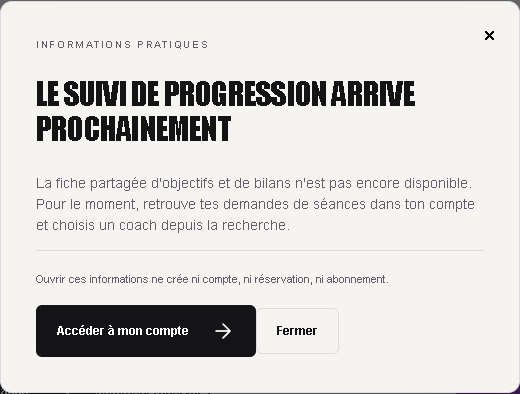 INFORMATIONS PRATIQUES
LE SUIVI DE PROGRESSION ARRIVE
PROCHAINEMENT
La fiche partagée d'objectifs et de bilans n'est pas encore disponible.
Pour le moment, retrouve tes demandes de séances dans ton compte
et choisis un coach depuis la recherche.
Ouvrir ces informations ne crée ni compte, ni réservation, ni abonnement.
Accéder à mon compte → Fermer